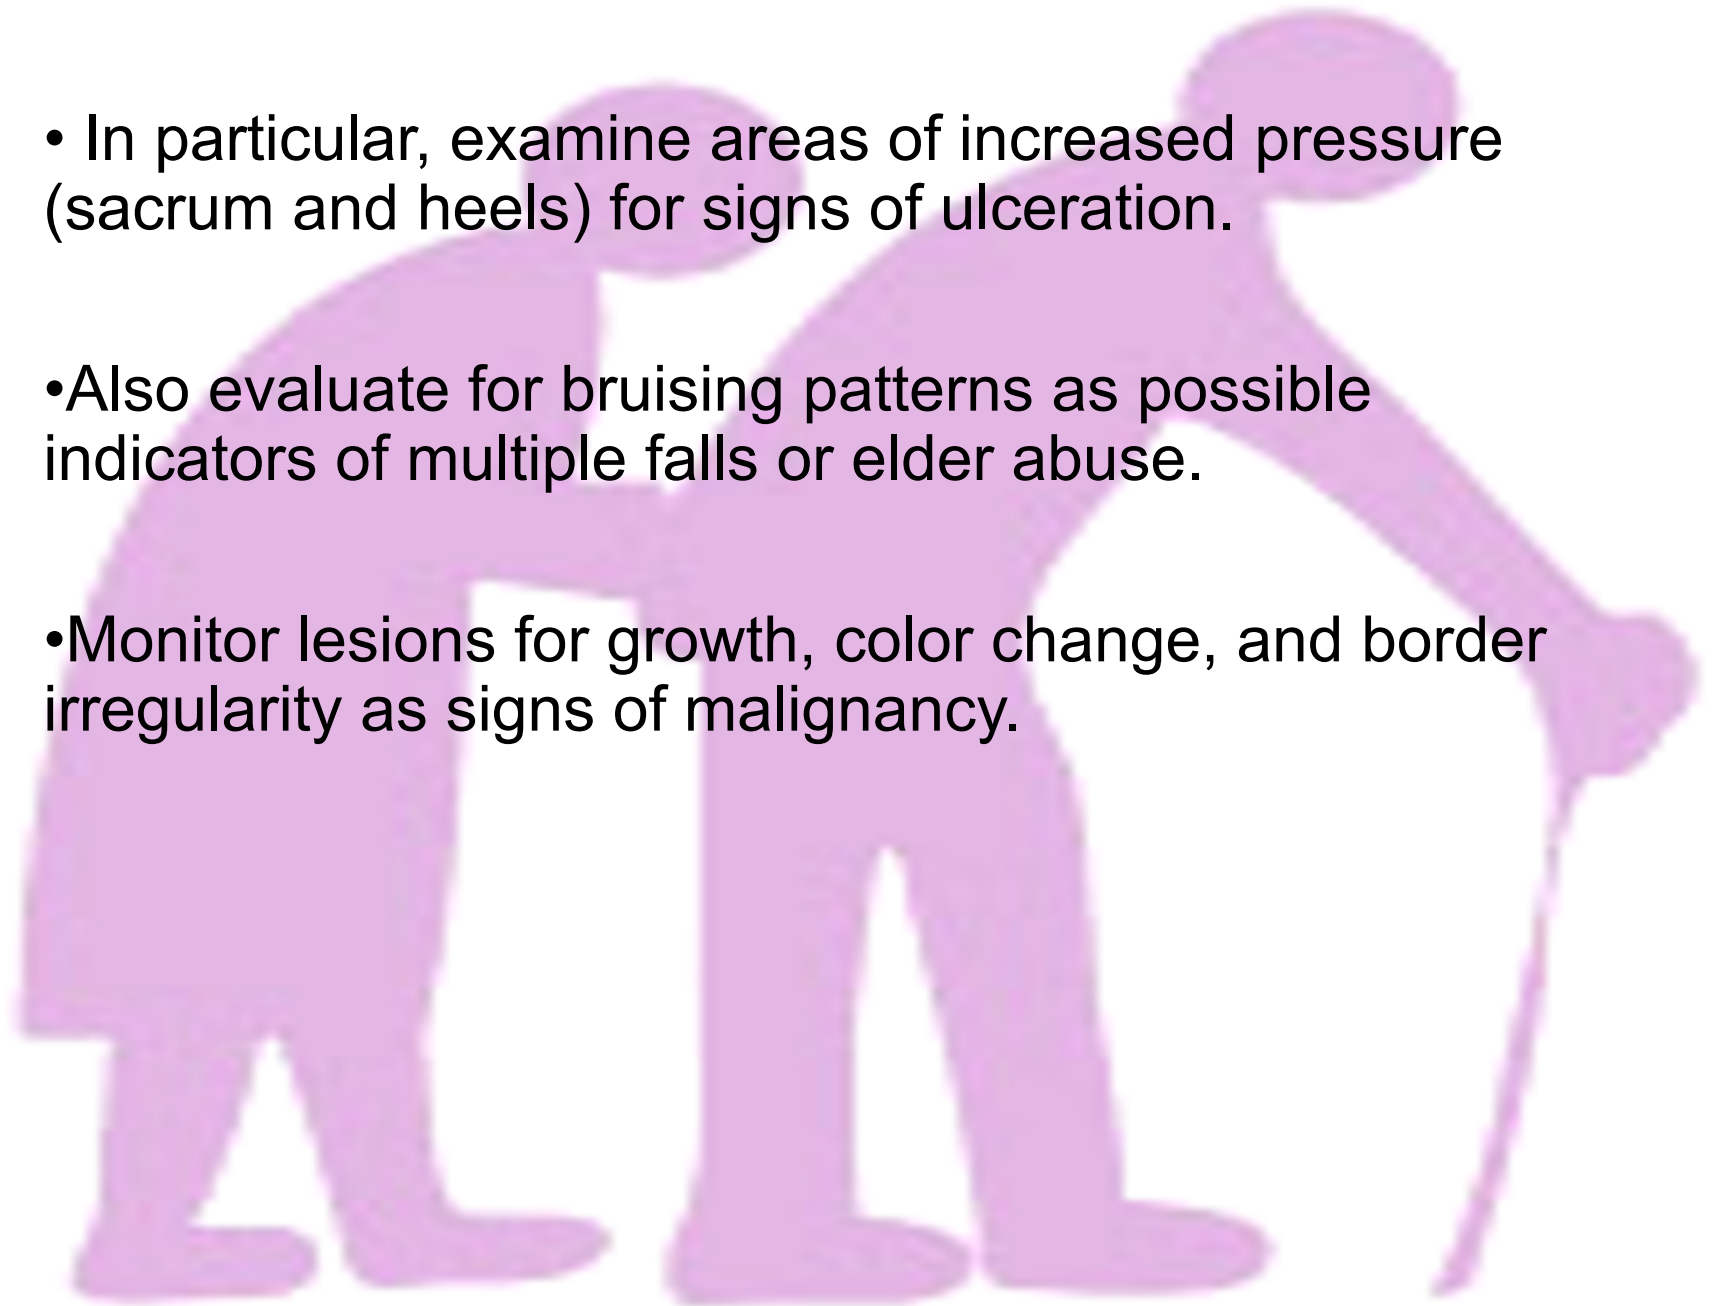 • In particular, examine areas of increased pressure
(sacrum and heels) for signs of ulceration.
•Also evaluate for bruising patterns as possible
indicators of multiple falls or elder abuse.
•Monitor lesions for growth, color change, and border
irregularity as signs of malignancy.